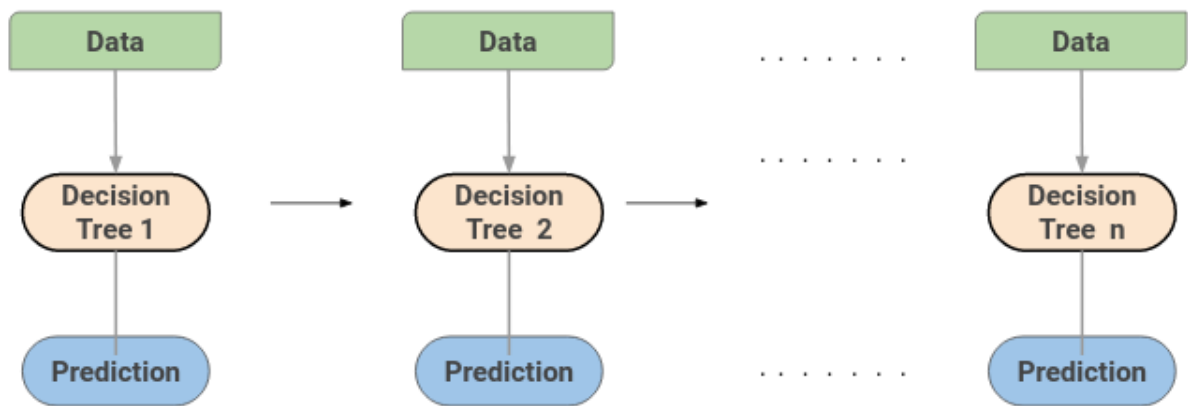 Data
Data
. . . . . . .
Data
. . . . . . .
Decision
Tree 1
Decision
Tree 2
Decision
Tree n
Prediction
Prediction
. . . . . . .
Prediction